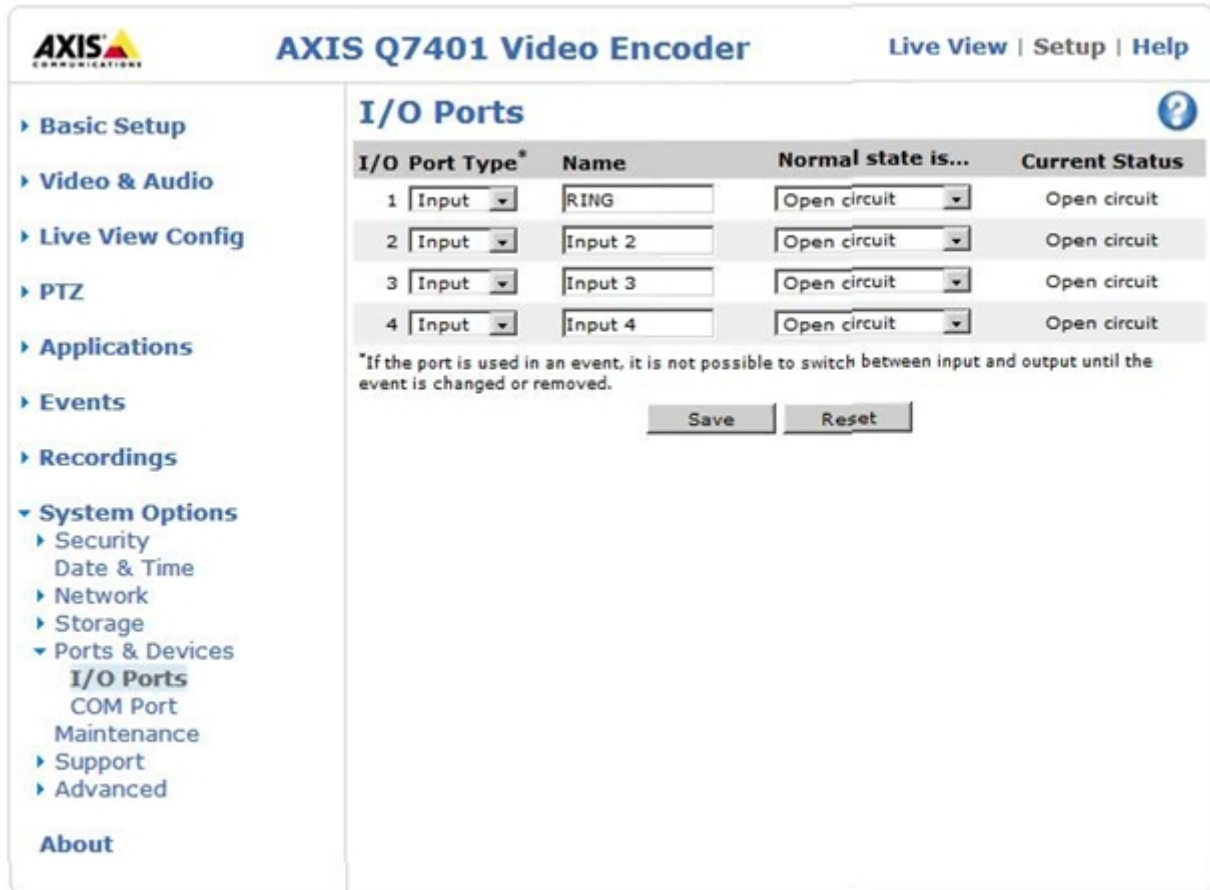 AXIS
COMMUNICATIONS
AXIS Q7401 Video Encoder
Live View | Setup | Help
Basic Setup
Video & Audio
Live View Config
PTZ
Applications
Events
Recordings
System Options
Security
Date & Time
Network
Storage
Ports & Devices
I/O Ports
COM Port
Maintenance
Support
Advanced
About
I/O Ports
?
I/O Port Type* Name Normal state is... Current Status
1 Input RING Open circuit Open circuit
2 Input Input 2 Open circuit Open circuit
3 Input Input 3 Open circuit Open circuit
4 Input Input 4 Open circuit Open circuit
*If the port is used in an event, it is not possible to switch between input and output until the
event is changed or removed.
Save Reset